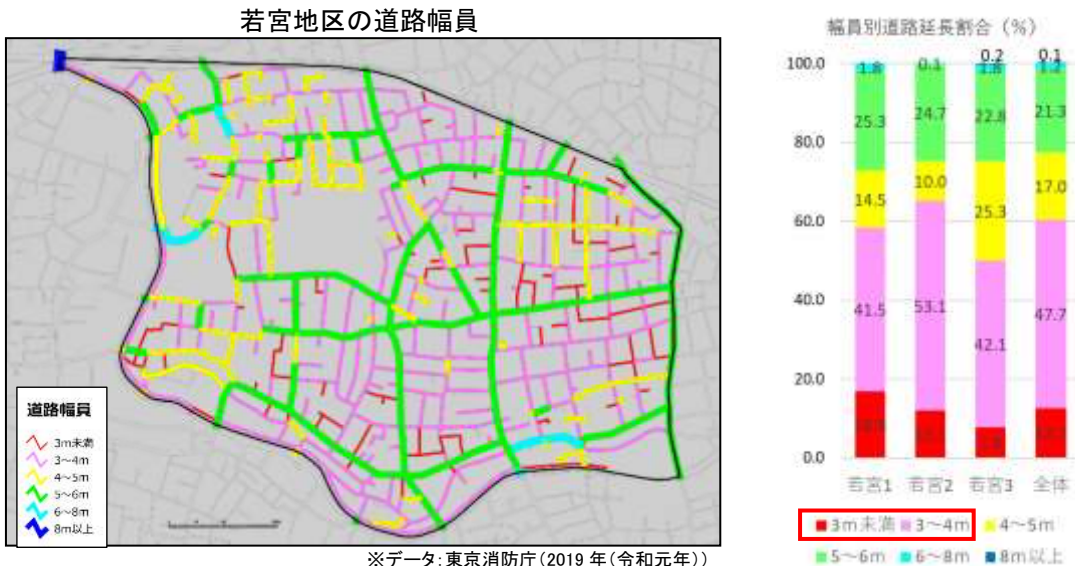 若宮地区の道路幅員
道路幅員
3m未満
3～4m
4～5m
5～6m
6～8m
8m以上
※データ:東京消防庁(2019年(令和元年))
幅員別道路延長割合（%）
0.2 0.1
100.0 1.8 0.1 1.8 1.2
25.3 24.7 22.8 21.3
80.0
14.5 10.0 25.3 17.0
60.0
41.5 53.1 42.1 47.7
40.0
20.0
0.0
若宮1 若宮2 若宮3 全体
3m未満 3～4m 4～5m
5～6m 6～8m 8m以上